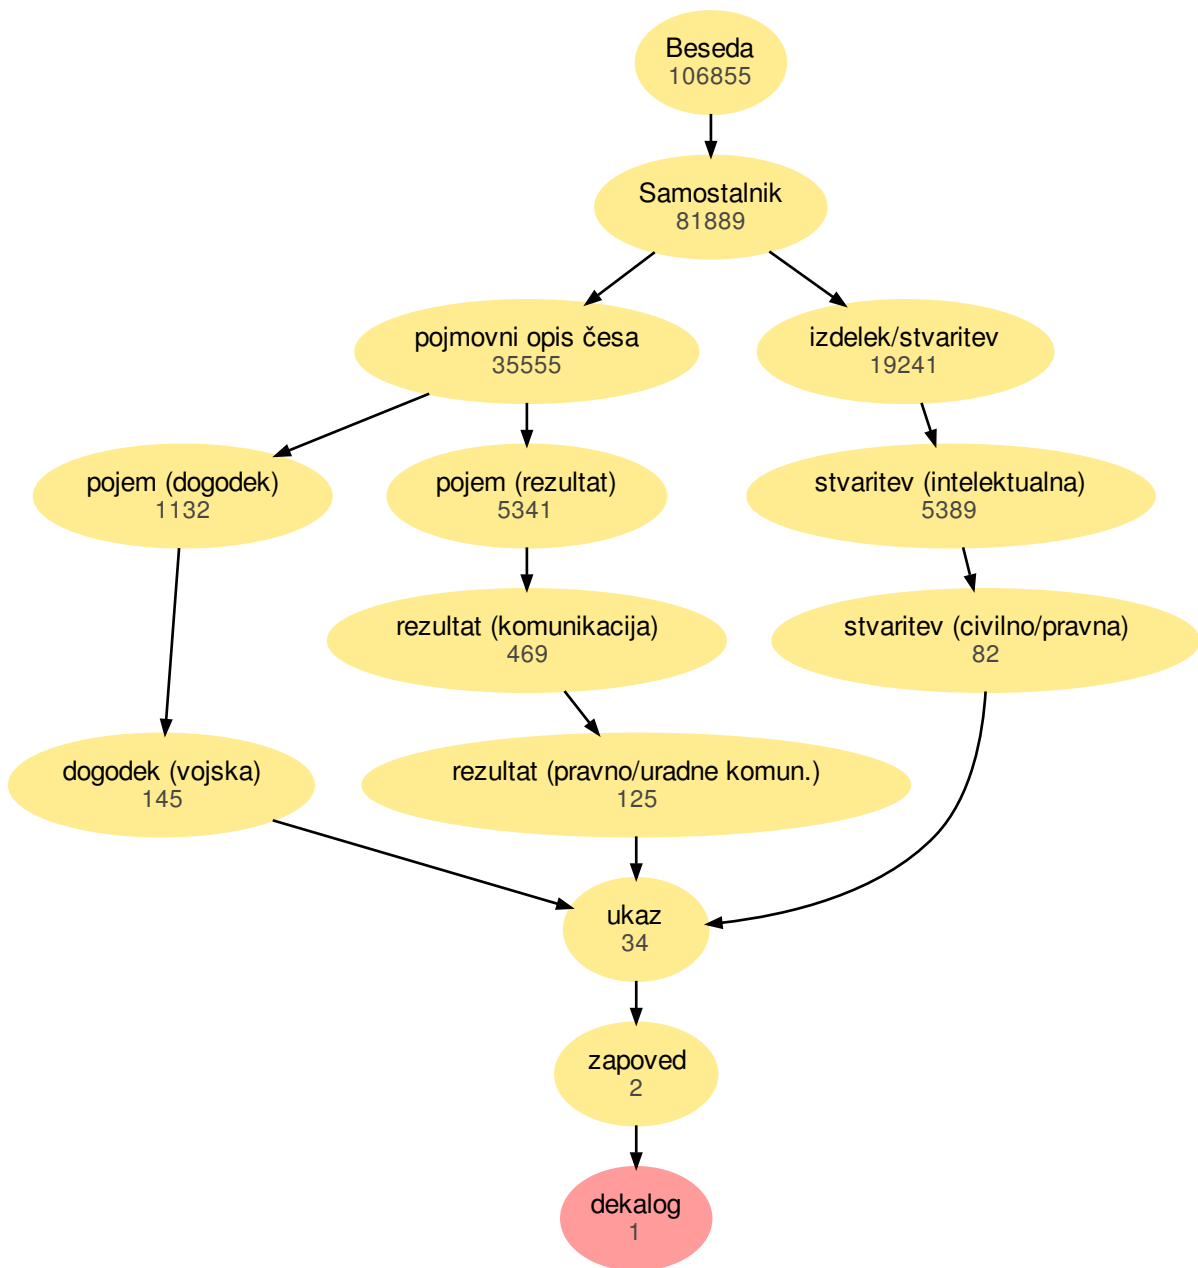 Beseda
106855
Samostalnik
81889
pojmovni opis česa
35555
izdelek/stvaritev
19241
pojem (dogodek)
1132
pojem (rezultat)
5341
stvaritev (intelektualna)
5389
rezultat (komunikacija)
469
stvaritev (civilno/pravna)
82
dogodek (vojska)
145
rezultat (pravno/uradne komun.)
125
ukaz
34
zapoved
2
dekalog
1